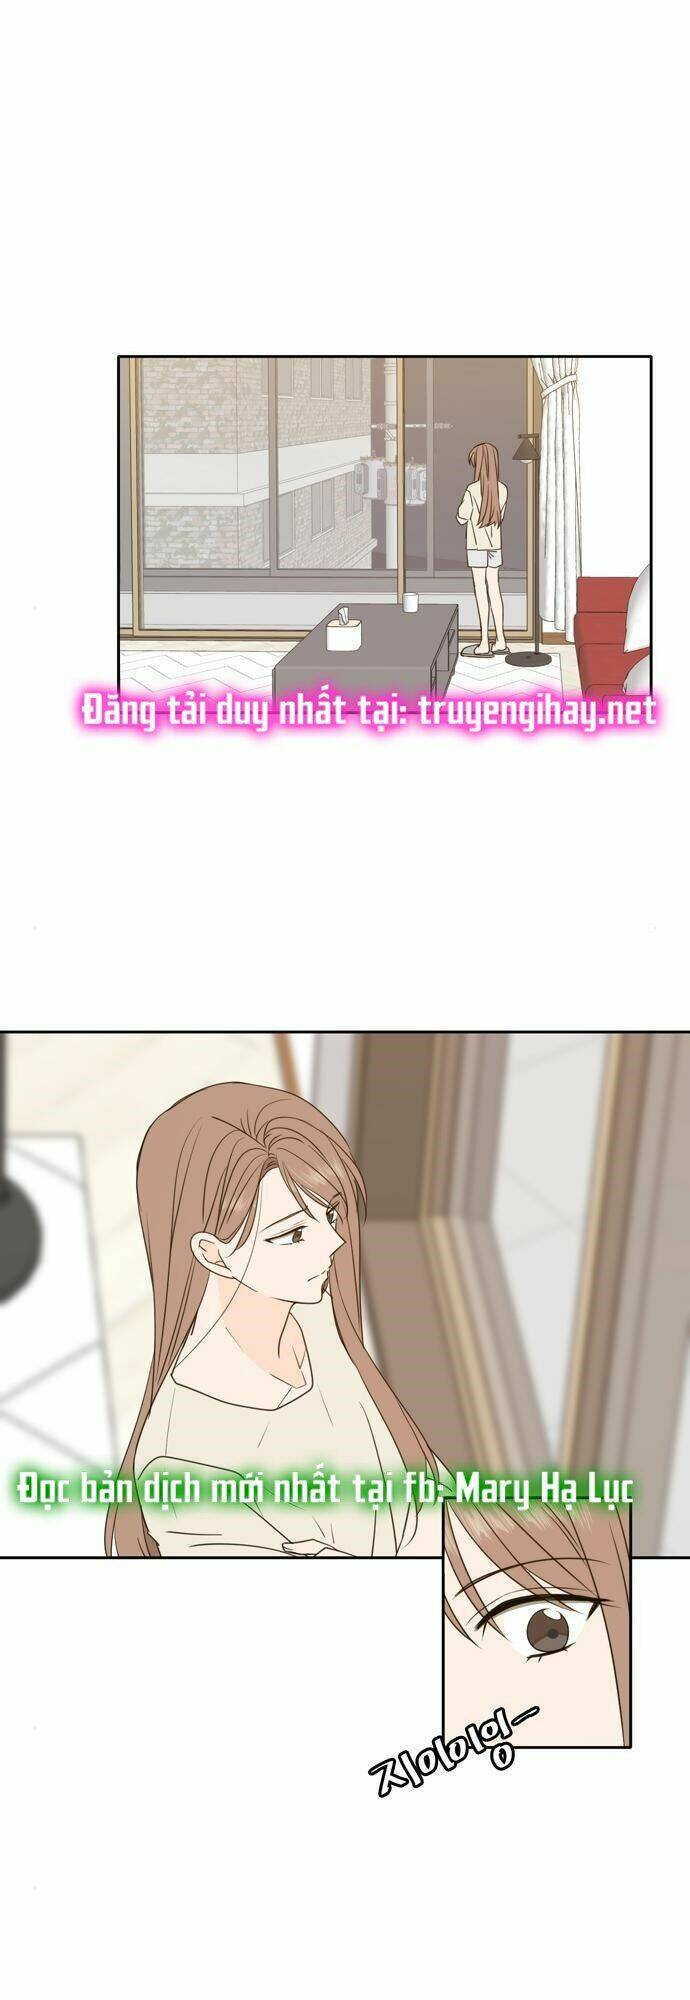 Đăng tải duy nhất tại: truyengihay.net
Đọc bản dịch mới nhất tại fb: Mary Hạ Lục
지이이잉-